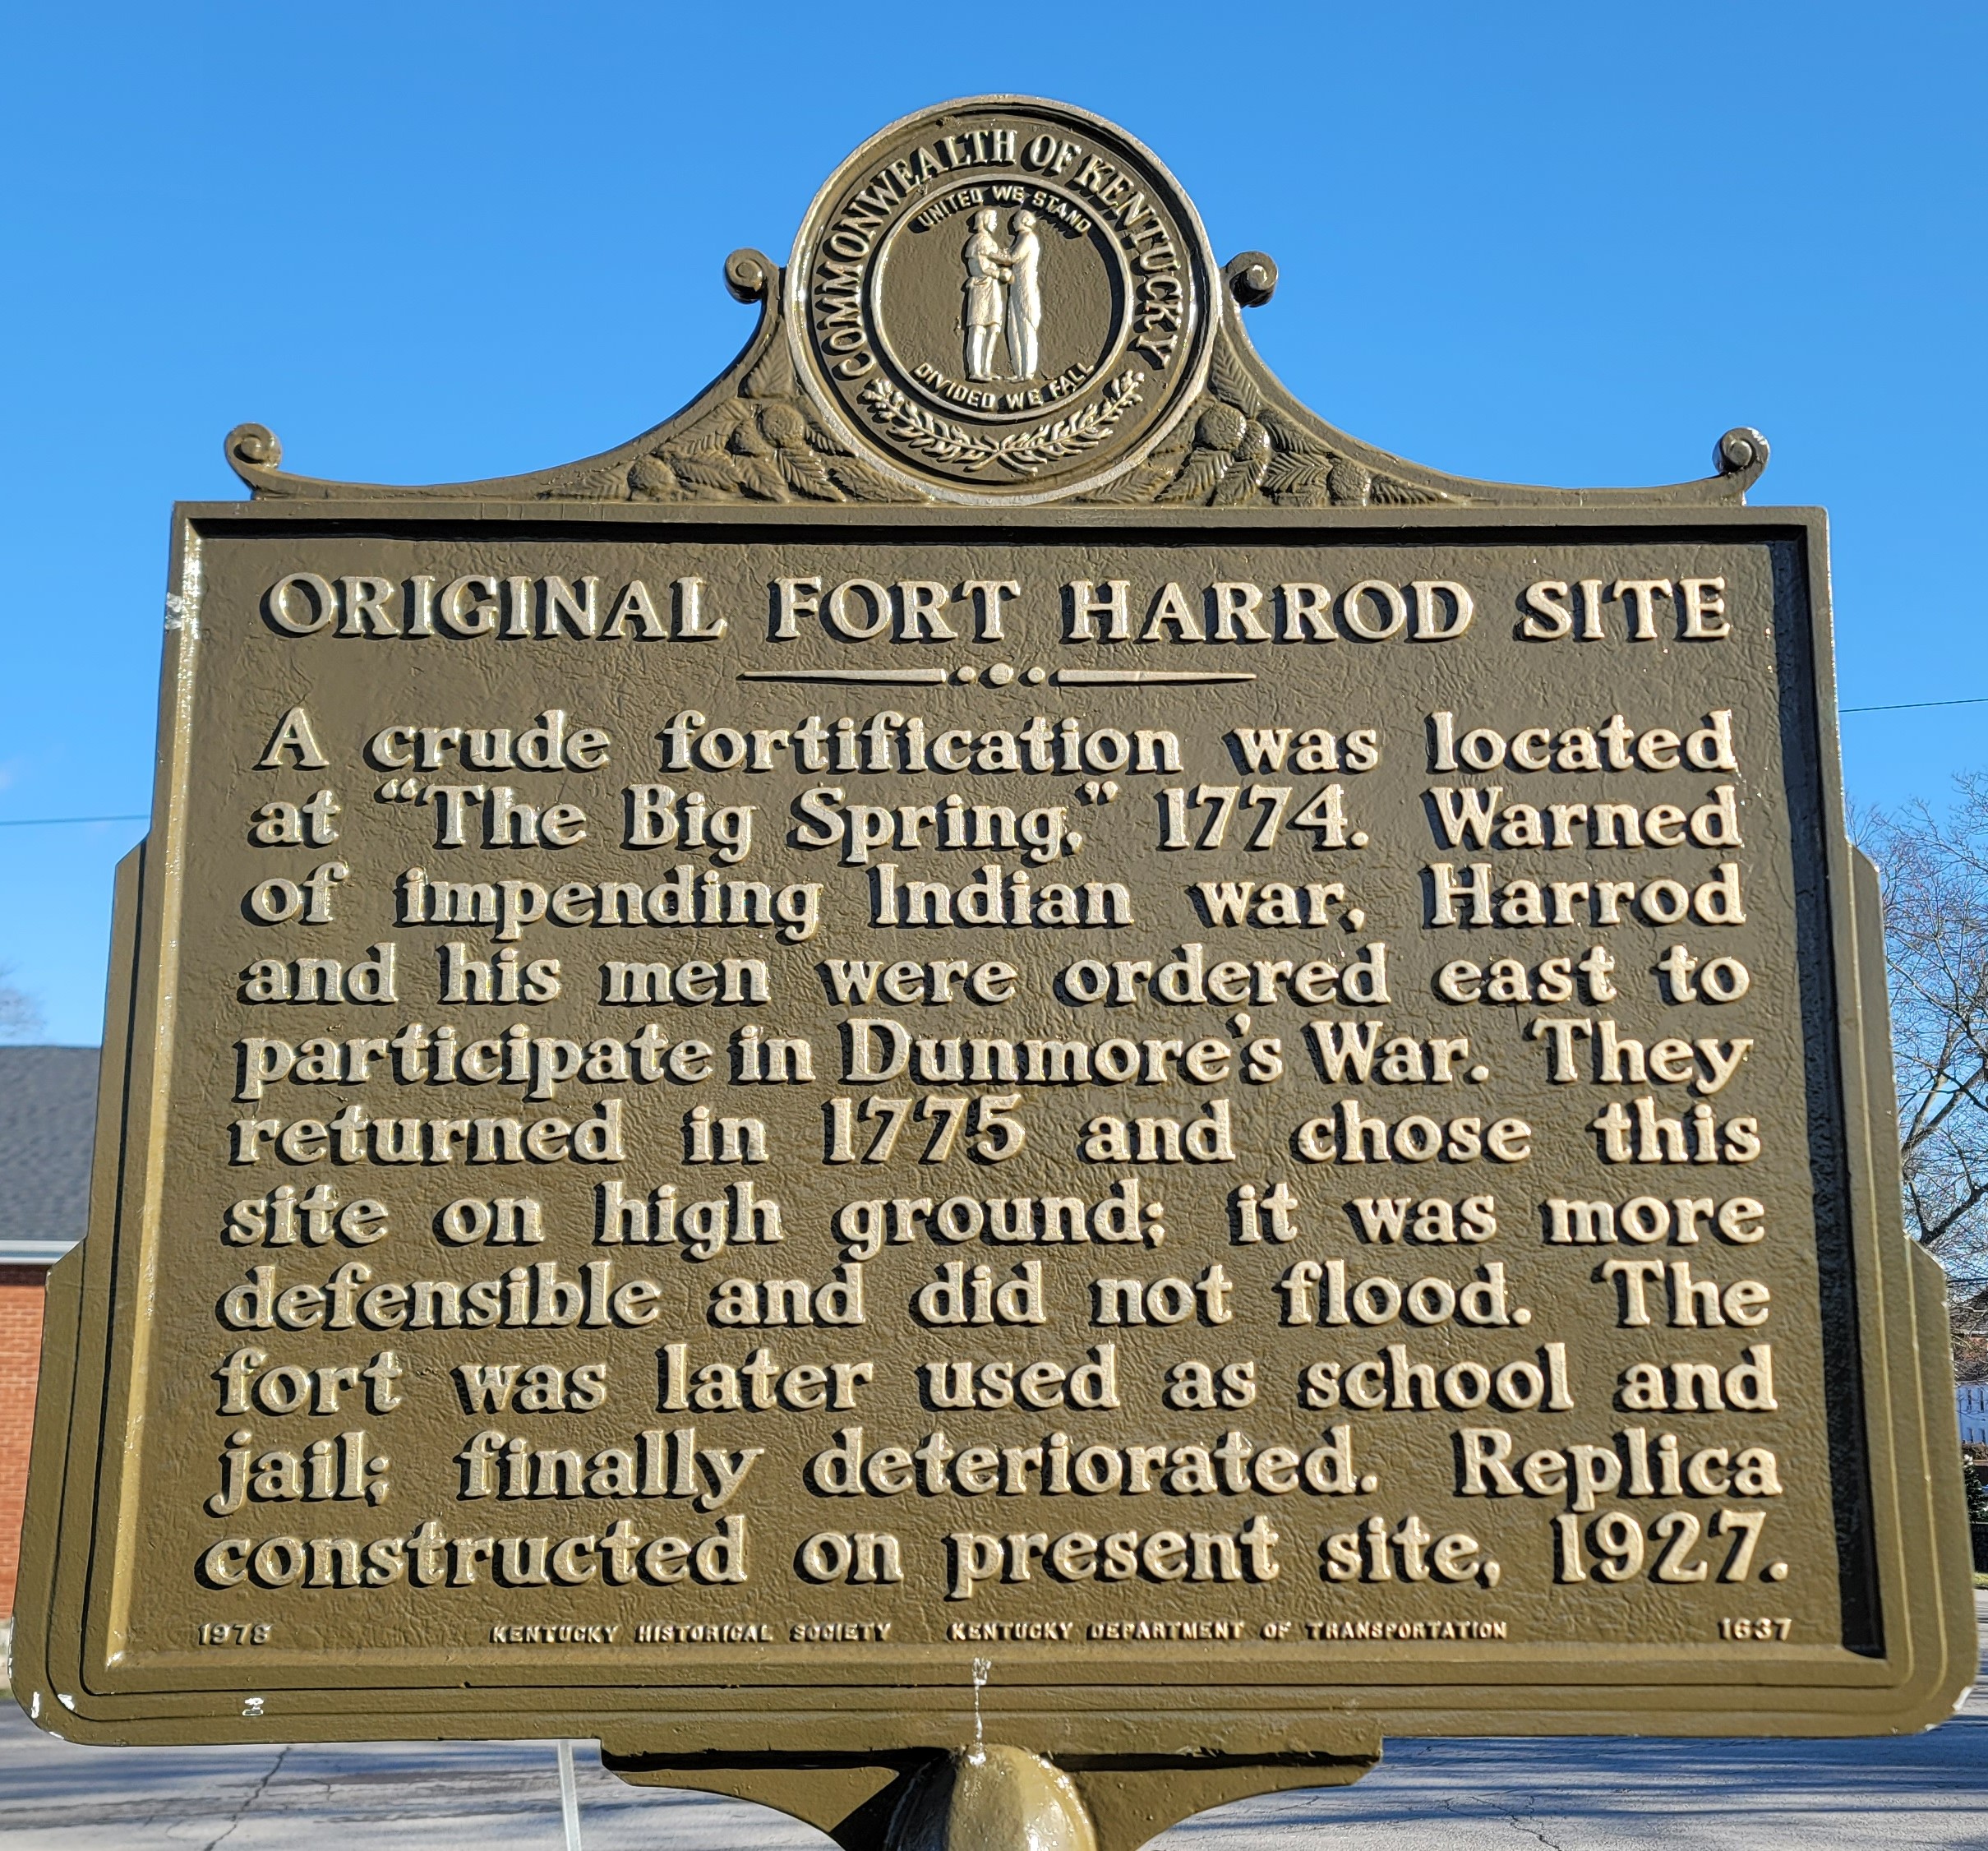 COMMONWEALTH OF KENTUCKY
UNITED WE STAND
DIVIDED WE FALL
ORIGINAL FORT HARROD SITE
A crude fortification was located
at “The Big Spring,” 1774. Warned
of impending Indian war, Harrod
and his men were ordered east to
participate in Dunmore's War. They
returned in 1775 and chose this
site on high ground; it was more
defensible and did not flood. The
fort was later used as school and
jail; finally deteriorated. Replica
constructed on present site, 1927.
1978 KENTUCKY HISTORICAL SOCIETY KENTUCKY DEPARTMENT OF TRANSPORTATION 1637